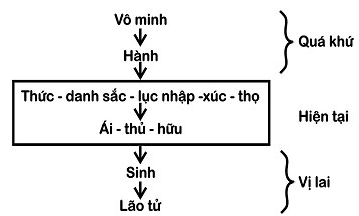 Vô minh
Hành
Quá khứ
Thức - danh sắc - lục nhập -xúc - thọ
Ái - thủ - hữu
Hiện tại
Sinh
Lão tử
Vị lai